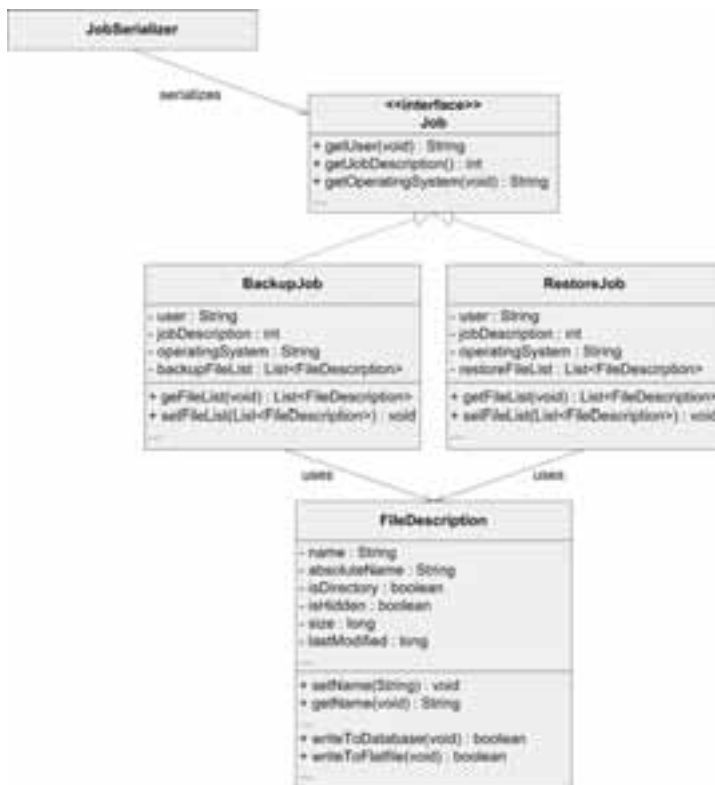 JobSerializer
serializes
<<interface>>
Job
+ getUser(void) : String
+ getJobDescription() : int
+ getOperatingSystem(void) : String
...
BackupJob
- user : String
- jobDescription : int
- operatingSystem : String
- backupFileList : List<FileDescription>
+ geFileList(void) : List<FileDescription>
+ setFileList(List<FileDescription>) : void
...
RestoreJob
- user : String
- jobDescription : int
- operatingSystem : String
- restoreFileList : List<FileDescription>
+ getFileList(void) : List<FileDescription>
+ setFileList(List<FileDescription>) : void
...
uses
uses
FileDescription
- name : String
- absoluteName : String
- isDirectory : boolean
- isHidden : boolean
- size : long
- lastModified : long
...
+ setName(String) : void
+ getName(void) : String
...
+ writeToDatabase(void) : boolean
+ writeToFlatfile(void) : boolean
...